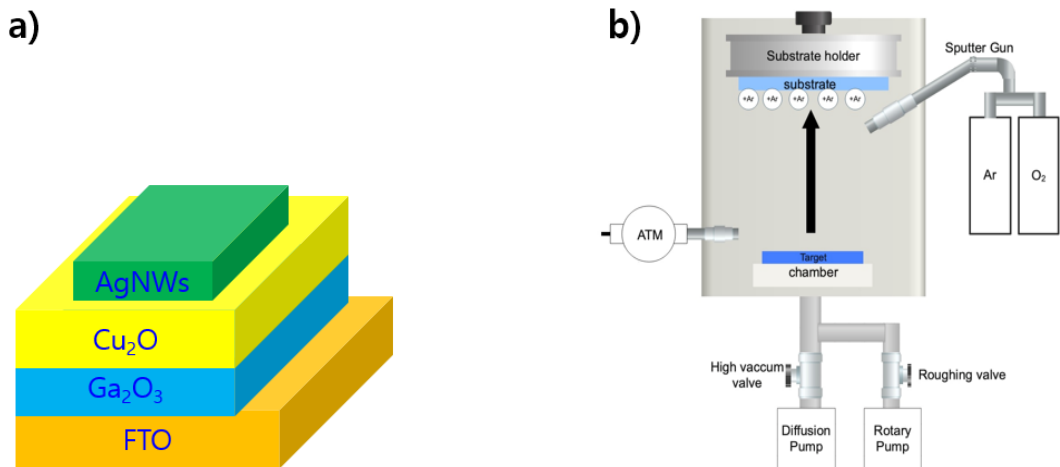 a)
AgNWs
Cu₂O
Ga₂O₃
FTO
b)
Substrate holder
substrate
+Ar +Ar +Ar +Ar +Ar
Sputter Gun
Ar
O₂
ATM
Target
chamber
High vaccum
valve
Roughing valve
Diffusion
Pump
Rotary
Pump